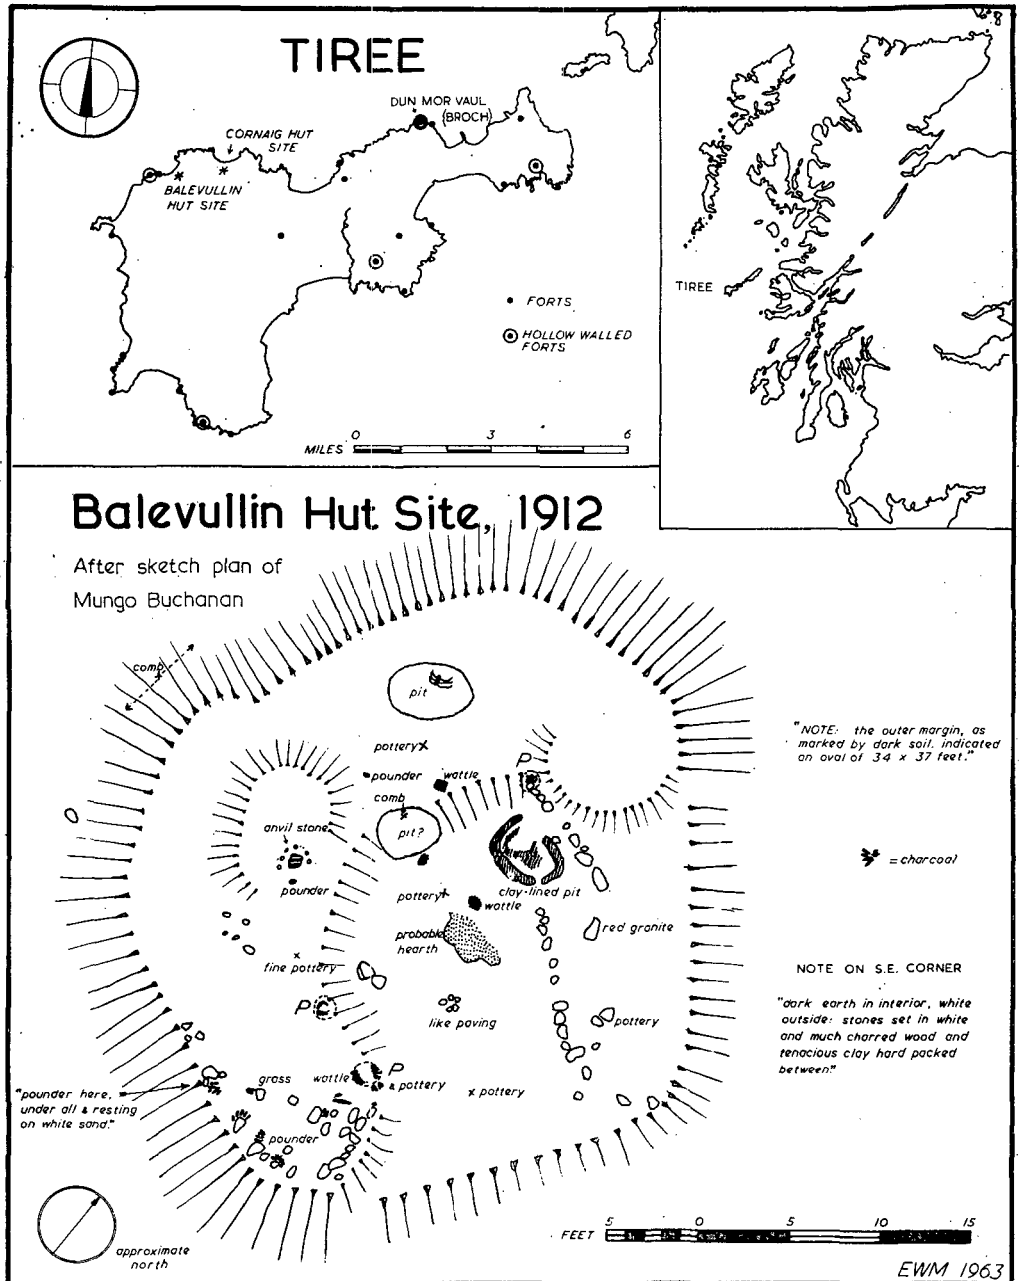 TIREE
DUN MOR VAUL
(BROCH)
CORNAIG HUT
SITE
BALEVULLIN
HUT SITE
FORTS
HOLLOW WALLED
FORTS
MILES
0 3 6
TIREE
Balevullin Hut Site, 1912
After sketch plan of
Mungo Buchanan
comb
pit
pottery
pounder
wattle
P
comb
pit?
anvil stone
pounder
clay-lined pit
pottery
wattle
probable
hearth
red granite
fine pottery
P
like paving
pottery
grass
wattle
P
& pottery
pottery
pounder
"pounder here,
under all & resting
on white sand."
"NOTE: the outer margin, as
marked by dark soil, indicated
an oval of 34 x 37 feet."
= charcoal
NOTE ON S.E. CORNER
"dark earth in interior, white
outside: stones set in white
and much charred wood and
tenacious clay hard packed
between."
approximate
north
FEET
5 0 5 10 15
EWM 1963